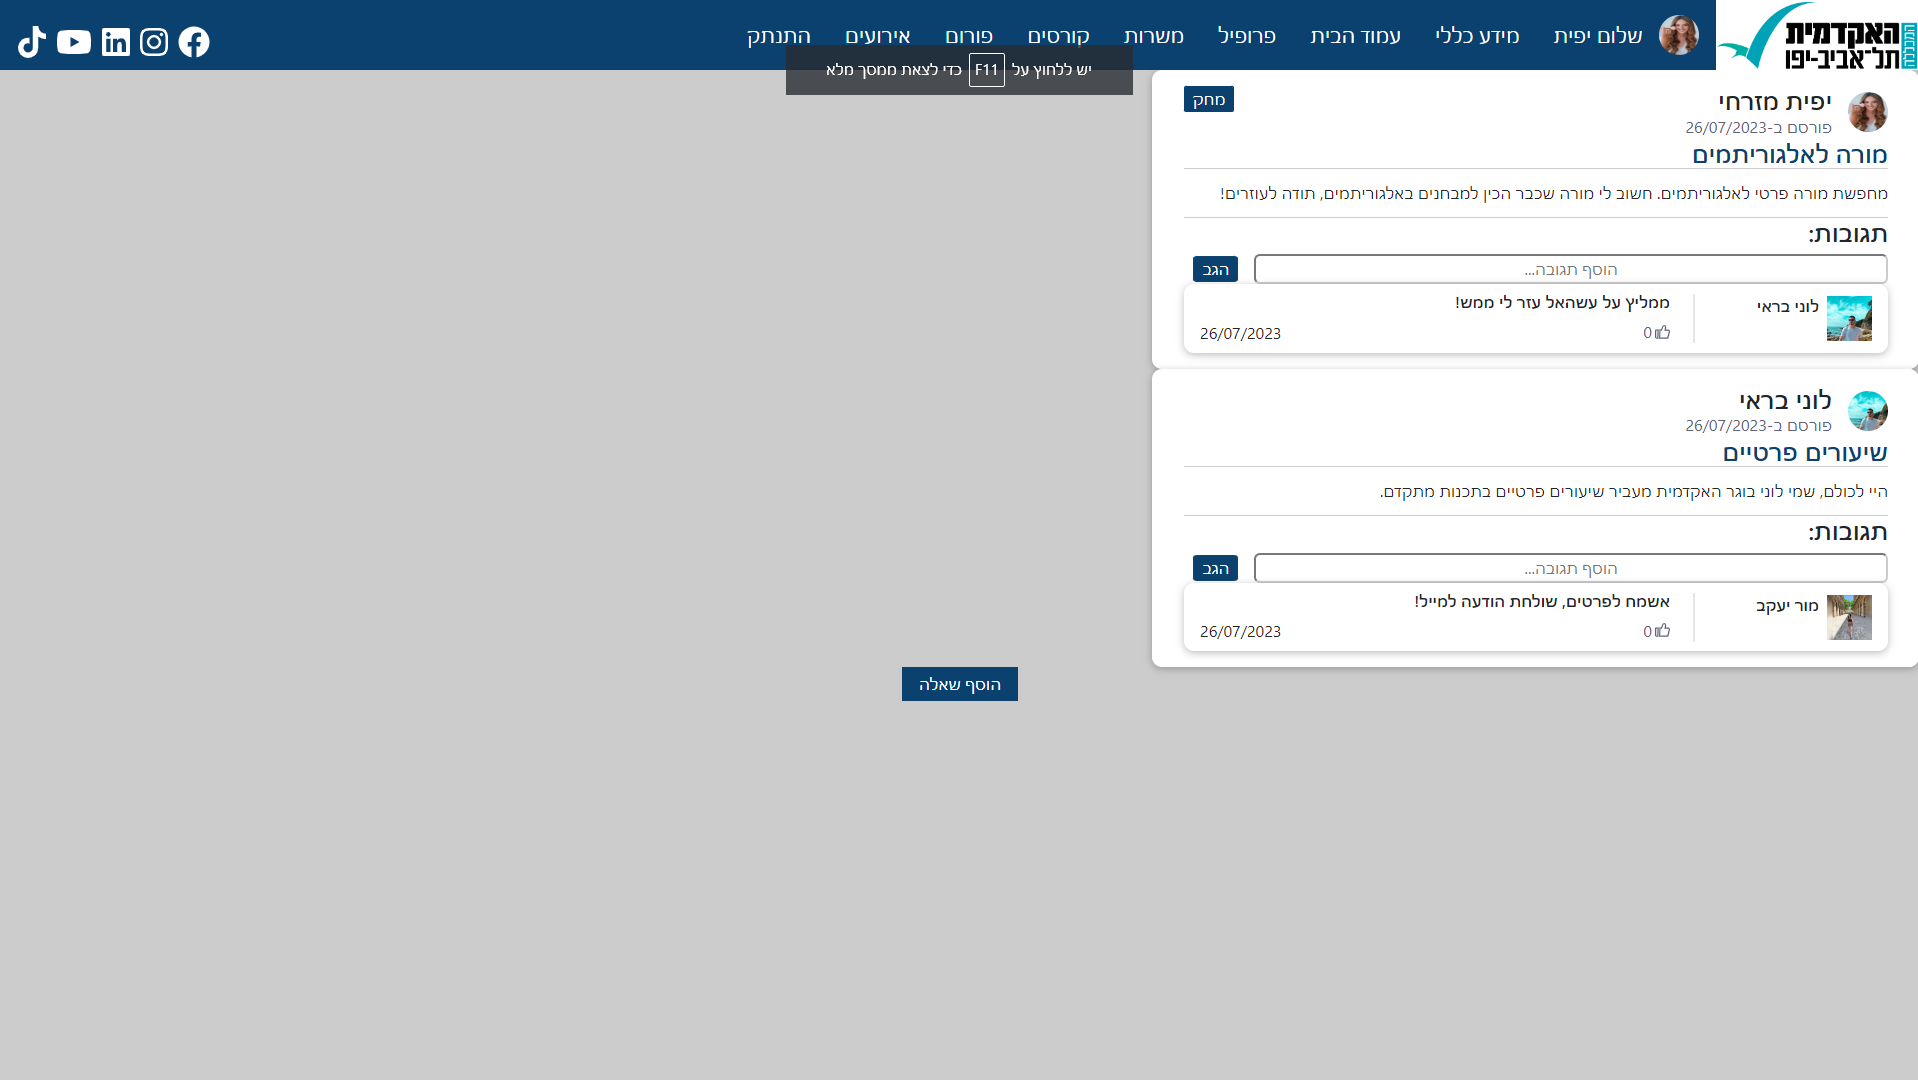 המכללה
האקדמית
תל־אביב-יפו
שלום יפית
מידע כללי
עמוד הבית
פרופיל
משרות
קורסים
פורום
אירועים
התנתק
יש ללחוץ על F11 כדי לצאת ממסך מלא
יפית מזרחי
פורסם ב-26/07/2023
מחק
מורה לאלגוריתמים
מחפשת מורה פרטי לאלגוריתמים. חשוב לי מורה שכבר הכין למבחנים באלגוריתמים, תודה לעוזרים!
תגובות:
הוסף תגובה...
הגב
לוני בראי
ממליץ על עשהאל עזר לי ממש!
0
26/07/2023
לוני בראי
פורסם ב-26/07/2023
שיעורים פרטיים
היי לכולם, שמי לוני בוגר האקדמית מעביר שיעורים פרטיים בתכנות מתקדם.
תגובות:
הוסף תגובה...
הגב
מור יעקב
אשמח לפרטים, שולחת הודעה למייל!
0
26/07/2023
הוסף שאלה